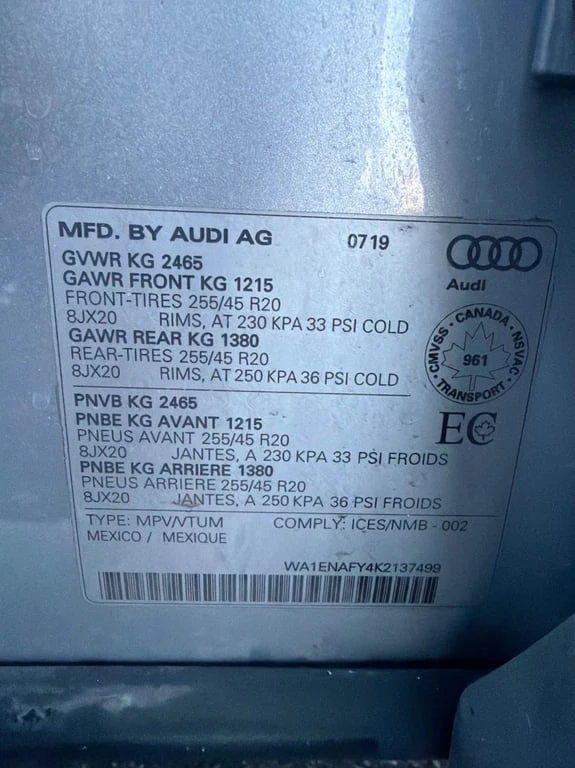 MFD. BY AUDI AG 0719
GVWR KG 2465
GAWR FRONT KG 1215
FRONT-TIRES 255/45 R20
8JX20 RIMS, AT 230 KPA 33 PSI COLD
GAWR REAR KG 1380
REAR-TIRES 255/45 R20
8JX20 RIMS, AT 250 KPA 36 PSI COLD
Audi
CMVSS • CANADA • NSVAC
961
• TRANSPORT •
PNVB KG 2465
PNBE KG AVANT 1215
PNEUS AVANT 255/45 R20
8JX20 JANTES, A 230 KPA 33 PSI FROIDS
PNBE KG ARRIERE 1380
PNEUS ARRIERE 255/45 R20
8JX20 JANTES, A 250 KPA 36 PSI FROIDS
EC
TYPE: MPV/VTUM COMPLY: ICES/NMB - 002
MEXICO / MEXIQUE
WA1ENAFY4K2137499